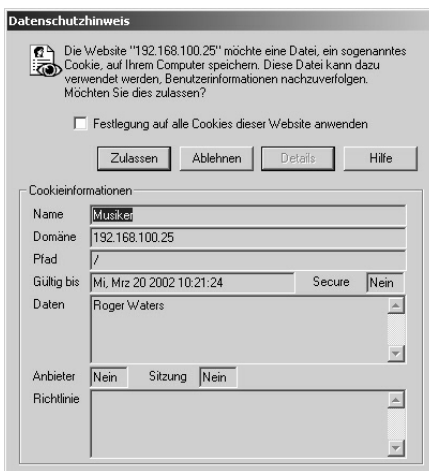 Datenschutzhinweis
Die Website "192.168.100.25" möchte eine Datei, ein sogenanntes
Cookie, auf Ihrem Computer speichern. Diese Datei kann dazu
verwendet werden, Benutzerinformationen nachzuverfolgen.
Möchten Sie dies zulassen?
Festlegung auf alle Cookies dieser Website anwenden
Zulassen Ablehnen Details Hilfe
Cookieinformationen
Name Musiker
Domäne 192.168.100.25
Pfad /
Gültig bis Mi, Mrz 20 2002 10:21:24 Secure Nein
Daten Roger Waters
Anbieter Nein Sitzung Nein
Richtlinie